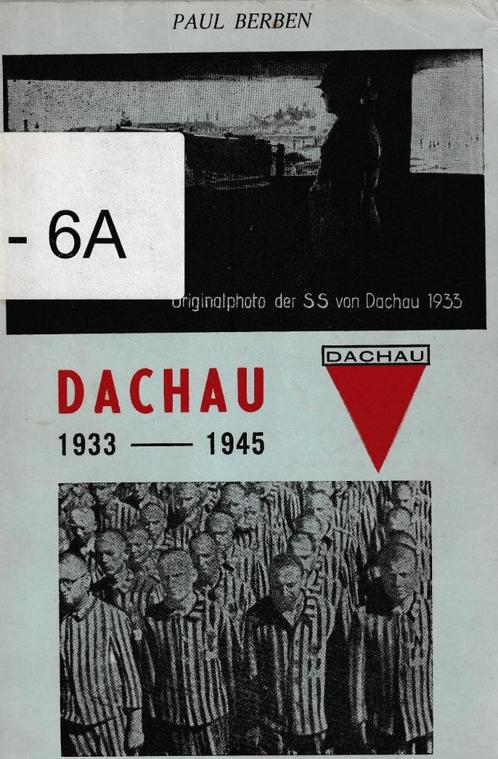 PAUL BERBEN
- 6A
Originalphoto der SS von Dachau 1933
DACHAU
DACHAU
1933 — 1945